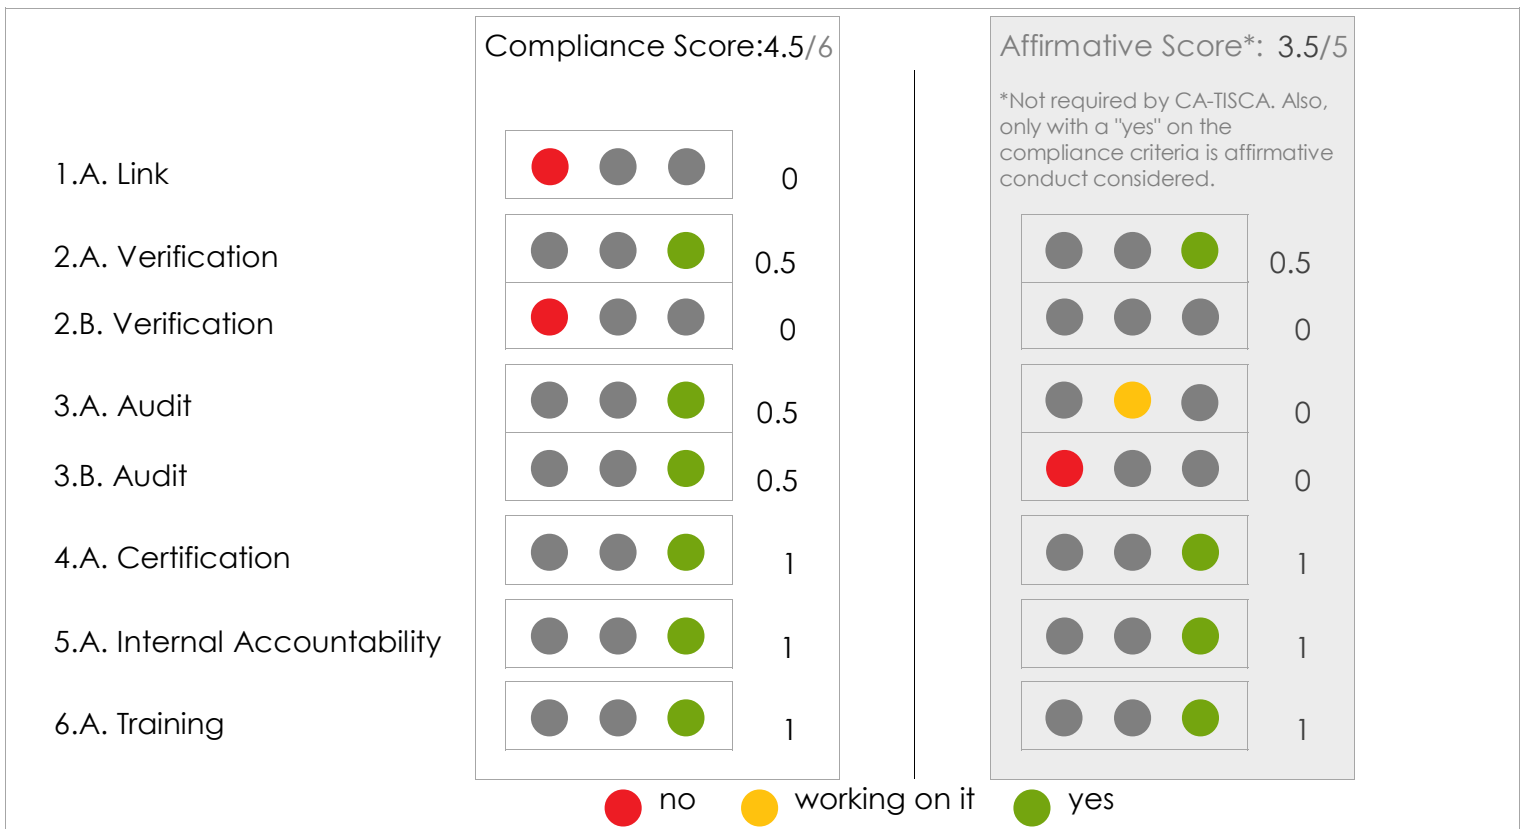 Compliance Score:4.5/6
Affirmative Score*: 3.5/5
*Not required by CA-TISCA. Also,
only with a "yes" on the
compliance criteria is affirmative
conduct considered.
1.A. Link 0
2.A. Verification 0.5 0.5
2.B. Verification 0 0
3.A. Audit 0.5 0
3.B. Audit 0.5 0
4.A. Certification 1 1
5.A. Internal Accountability 1 1
6.A. Training 1 1
no working on it yes